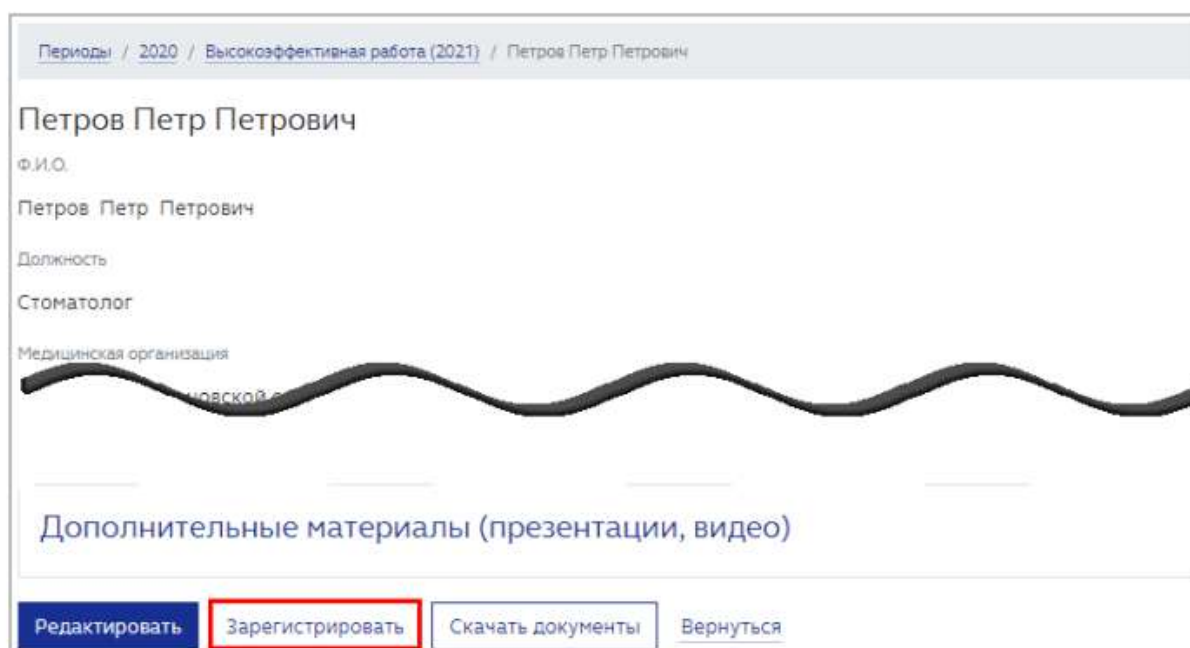 Периоды / 2020 / Высокоэффективная работа (2021) / Петров Петр Петрович
Петров Петр Петрович
Ф.И.О.
Петров Петр Петрович
Должность
Стоматолог
Медицинская организация
Дополнительные материалы (презентации, видео)
Редактировать Зарегистрировать Скачать документы Вернуться